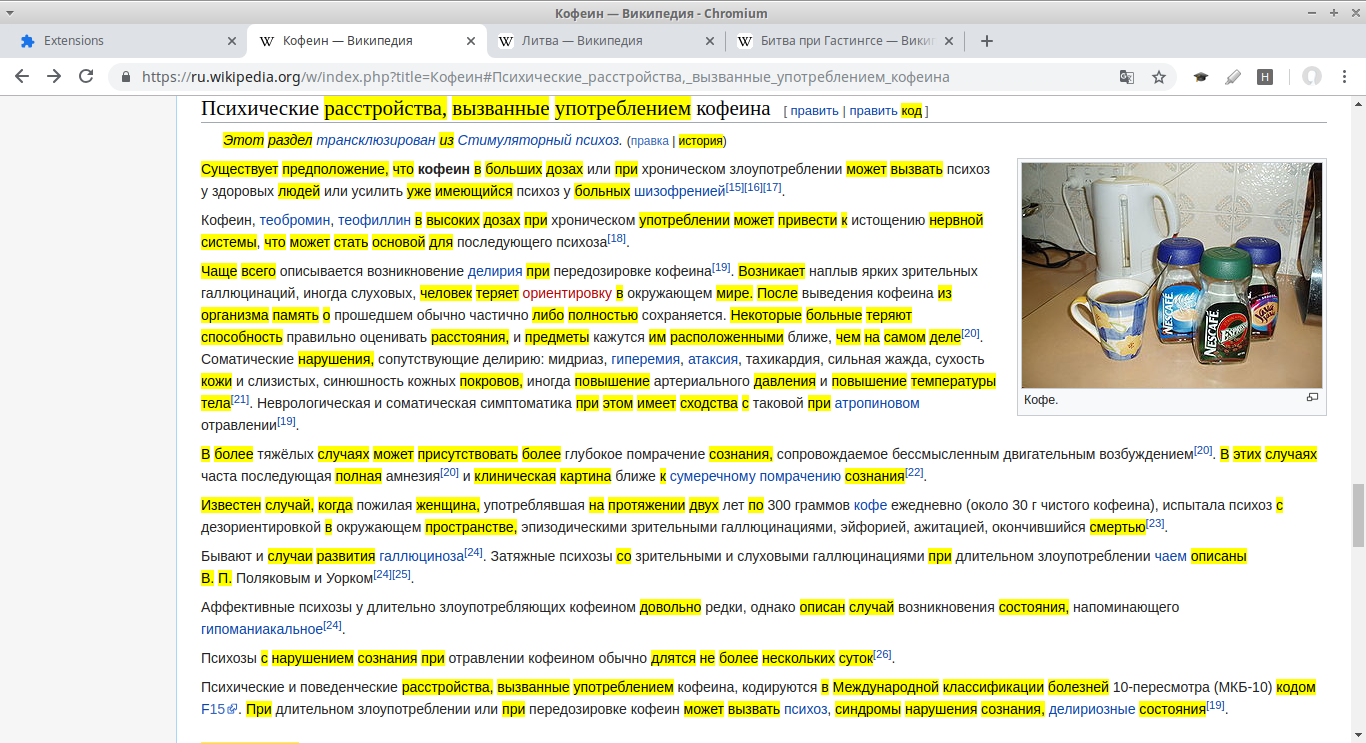 Кофеин — Википедия - Chromium
Extensions
Кофеин — Википедия
Литва — Википедия
Битва при Гастингсе — Вики
https://ru.wikipedia.org/w/index.php?title=Кофеин#Психические_расстройства,_вызванные_употреблением_кофеина
H
Психические расстройства, вызванные употреблением кофеина [ править | править код ]
Этот раздел трансклюзирован из Стимуляторный психоз. (правка | история)
Существует предположение, что кофеин в больших дозах или при хроническом злоупотреблении может вызвать психоз
у здоровых людей или усилить уже имеющийся психоз у больных шизофренией[15][16][17].
Кофеин, теобромин, теофиллин в высоких дозах при хроническом употреблении может привести к истощению нервной
системы, что может стать основой для последующего психоза[18].
Чаще всего описывается возникновение делирия при передозировке кофеина[19]. Возникает наплыв ярких зрительных
галлюцинаций, иногда слуховых, человек теряет ориентировку в окружающем мире. После выведения кофеина из
организма память о прошедшем обычно частично либо полностью сохраняется. Некоторые больные теряют
способность правильно оценивать расстояния, и предметы кажутся им расположенными ближе, чем на самом деле[20].
Соматические нарушения, сопутствующие делирию: мидриаз, гиперемия, атаксия, тахикардия, сильная жажда, сухость
кожи и слизистых, синюшность кожных покровов, иногда повышение артериального давления и повышение температуры
тела[21]. Неврологическая и соматическая симптоматика при этом имеет сходства с таковой при атропиновом
отравлении[19].
NESCAFÉ
NESCAFÉ
Кофе.
В более тяжёлых случаях может присутствовать более глубокое помрачение сознания, сопровождаемое бессмысленным двигательным возбуждением[20]. В этих случаях
часта последующая полная амнезия[20] и клиническая картина ближе к сумеречному помрачению сознания[22].
Известен случай, когда пожилая женщина, употреблявшая на протяжении двух лет по 300 граммов кофе ежедневно (около 30 г чистого кофеина), испытала психоз с
дезориентировкой в окружающем пространстве, эпизодическими зрительными галлюцинациями, эйфорией, ажитацией, окончившийся смертью[23].
Бывают и случаи развития галлюциноза[24]. Затяжные психозы со зрительными и слуховыми галлюцинациями при длительном злоупотреблении чаем описаны
В. П. Поляковым и Уорком[24][25].
Аффективные психозы у длительно злоупотребляющих кофеином довольно редки, однако описан случай возникновения состояния, напоминающего
гипоманиакальное[24].
Психозы с нарушением сознания при отравлении кофеином обычно длятся не более нескольких суток[26].
Психические и поведенческие расстройства, вызванные употреблением кофеина, кодируются в Международной классификации болезней 10-пересмотра (МКБ-10) кодом
F15. При длительном злоупотреблении или при передозировке кофеин может вызвать психоз, синдромы нарушения сознания, делириозные состояния[19].